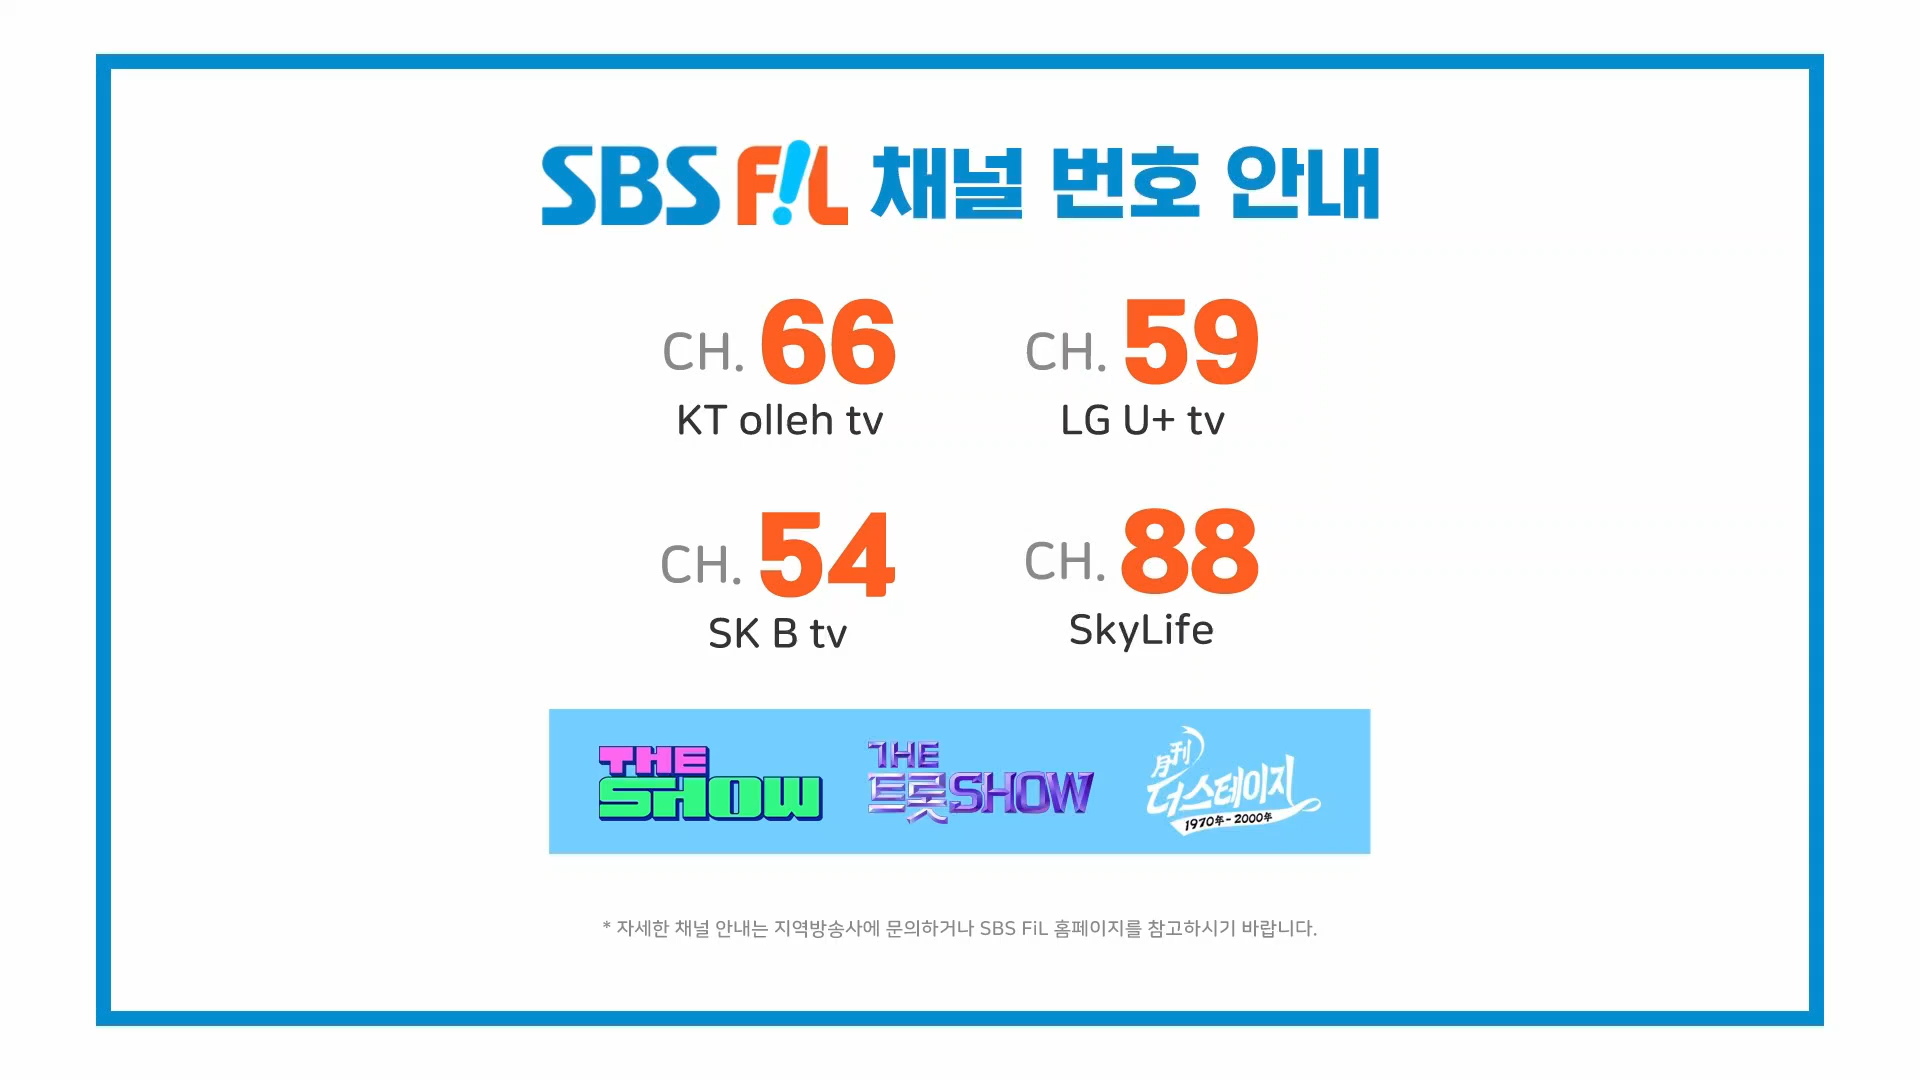 SBS F!L 채널 번호 안내
CH. 66
KT olleh tv
CH. 59
LG U+ tv
CH. 54
SK B tv
CH. 88
SkyLife
THE
SHOW
THE
트롯SHOW
月刊
더스테이지
1970年-2000年
* 자세한 채널 안내는 지역방송사에 문의하거나 SBS FiL 홈페이지를 참고하시기 바랍니다.